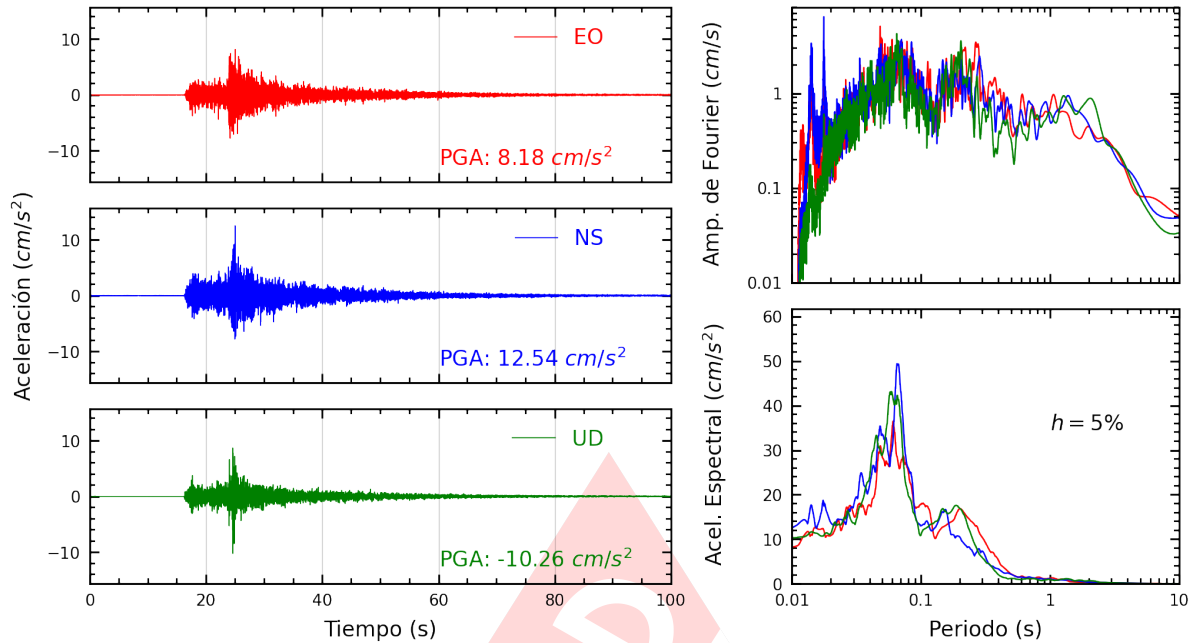 Aceleración (cm/s²)
10
0
−10
EO
PGA: 8.18 cm/s²
10
0
−10
NS
PGA: 12.54 cm/s²
10
0
−10
UD
PGA: -10.26 cm/s²
0 20 40 60 80 100
Tiempo (s)
Amp. de Fourier (cm/s)
1
0.1
0.01
Acel. Espectral (cm/s²)
60
50
40
30
20
10
0
h = 5%
0.01 0.1 1 10
Periodo (s)